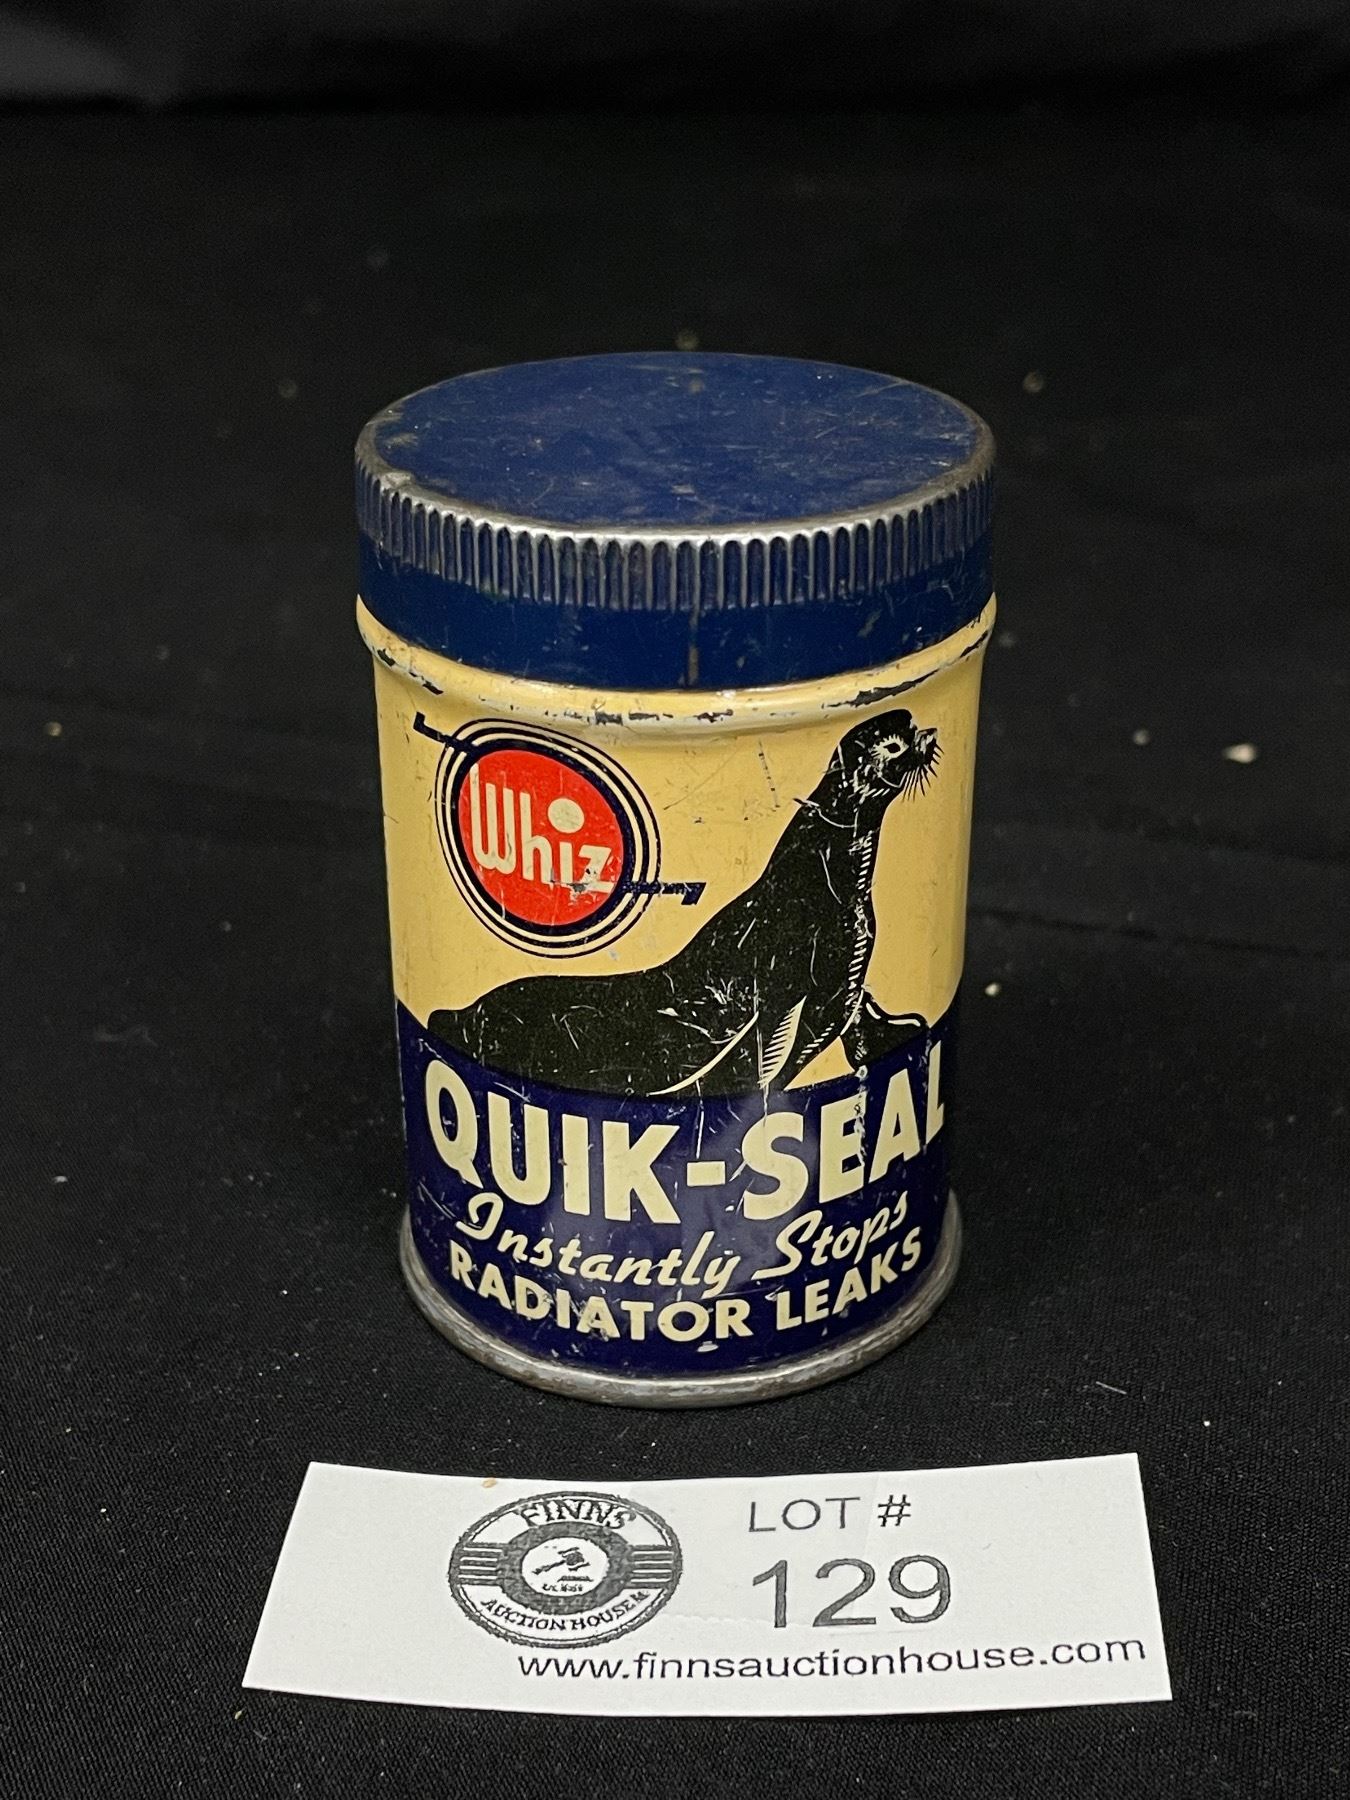 Whiz
QUIK-SEAL
Instantly Stops
RADIATOR LEAKS
FINNS
AUCTION HOUSE
LOT #
129
www.finnsauctionhouse.com